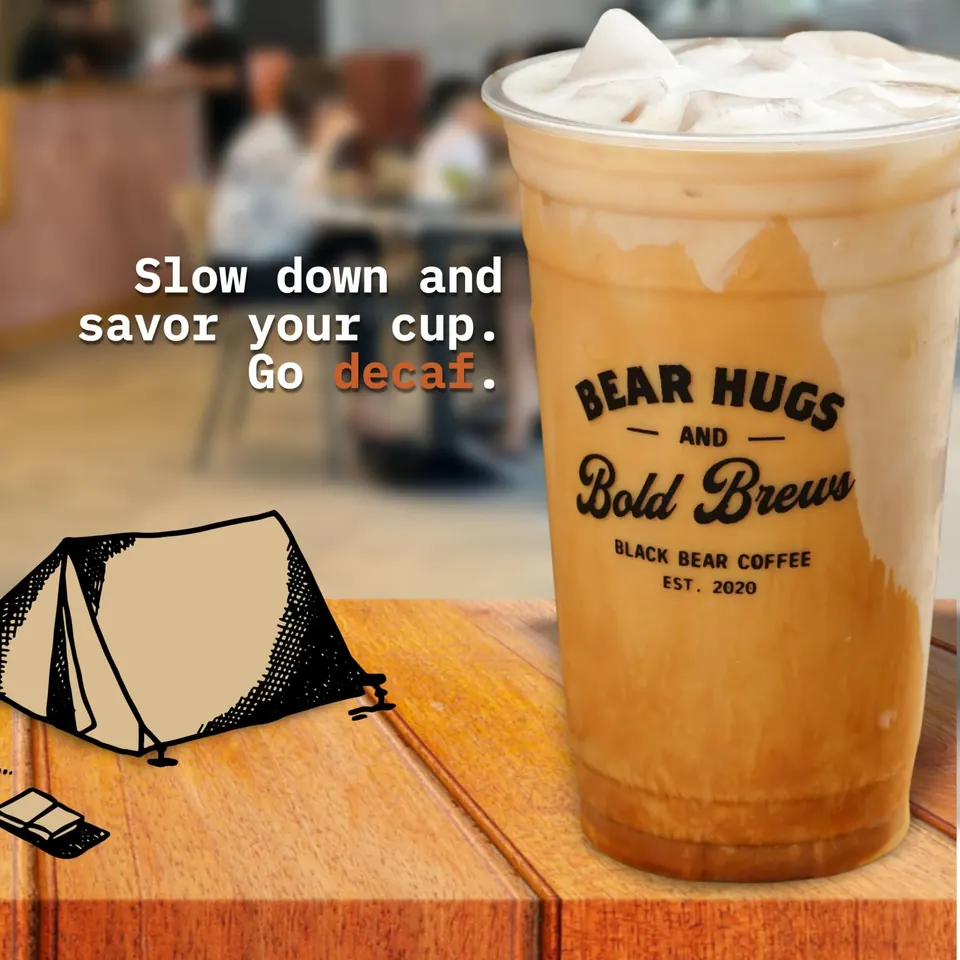 Slow down and
savor your cup.
Go decaf.
BEAR HUGS
AND
Bold Brews
BLACK BEAR COFFEE
EST. 2020